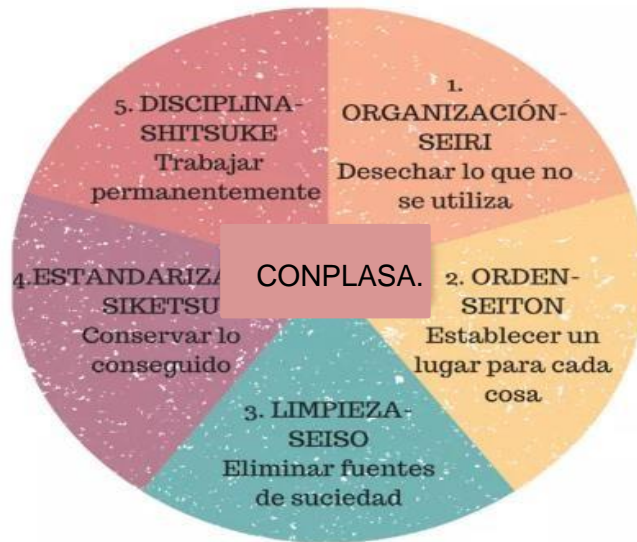 1.
ORGANIZACIÓN-
SEIRI
Desechar lo que no
se utiliza
2. ORDEN-
SEITON
Establecer un
lugar para cada
cosa
3. LIMPIEZA-
SEISO
Eliminar fuentes
de suciedad
SIKETSU
Conservar lo
conseguido
5. DISCIPLINA-
SHITSUKE
Trabajar
permanentemente
CONPLASA.